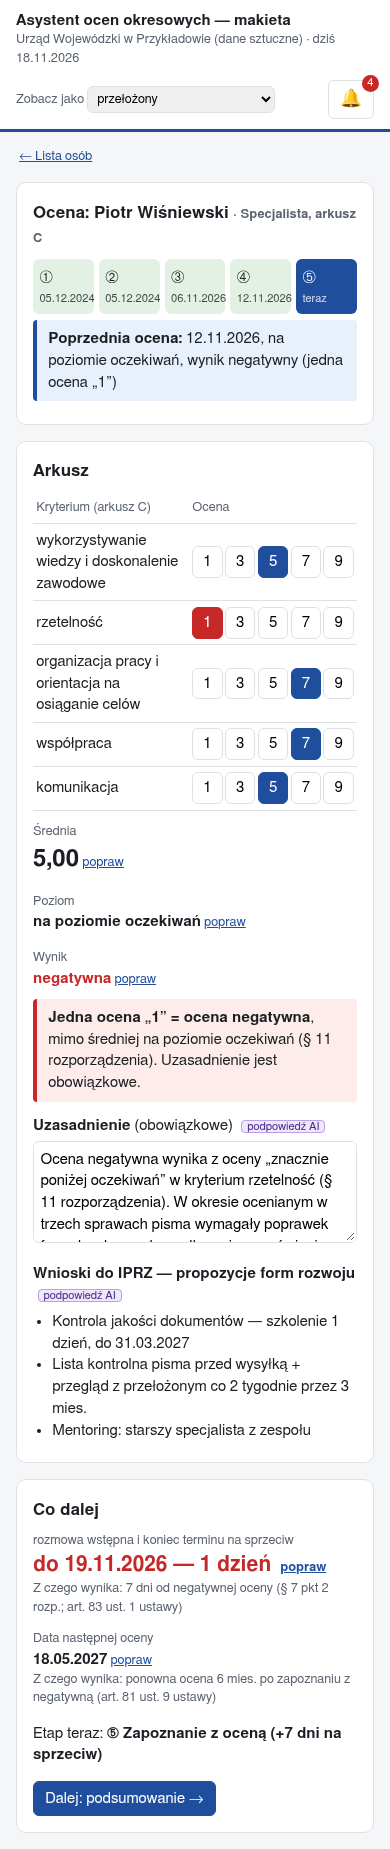 Asystent ocen okresowych — makieta
Urząd Wojewódzki w Przykładowie (dane sztuczne) · dziś
18.11.2026
Zobacz jako przełożony
🔔 4
← Lista osób
Ocena: Piotr Wiśniewski · Specjalista, arkusz
C
① ② ③ ④ ⑤
05.12.2024 05.12.2024 06.11.2026 12.11.2026 teraz
Poprzednia ocena: 12.11.2026, na
poziomie oczekiwań, wynik negatywny (jedna
ocena „1”)
Arkusz
Kryterium (arkusz C) Ocena
wykorzystywanie
wiedzy i doskonalenie
zawodowe
1 3 5 7 9
rzetelność 1 3 5 7 9
organizacja pracy i
orientacja na
osiąganie celów
1 3 5 7 9
współpraca 1 3 5 7 9
komunikacja 1 3 5 7 9
Średnia
5,00 popraw
Poziom
na poziomie oczekiwań popraw
Wynik
negatywna popraw
Jedna ocena „1” = ocena negatywna,
mimo średniej na poziomie oczekiwań (§ 11
rozporządzenia). Uzasadnienie jest
obowiązkowe.
Uzasadnienie (obowiązkowe) podpowiedź AI
Ocena negatywna wynika z oceny „znacznie
poniżej oczekiwań” w kryterium rzetelność (§
11 rozporządzenia). W okresie ocenianym w
trzech sprawach pisma wymagały poprawek
Wnioski do IPRZ — propozycje form rozwoju
podpowiedź AI
• Kontrola jakości dokumentów — szkolenie 1
dzień, do 31.03.2027
• Lista kontrolna pisma przed wysyłką +
przegląd z przełożonym co 2 tygodnie przez 3
mies.
• Mentoring: starszy specjalista z zespołu
Co dalej
rozmowa wstępna i koniec terminu na sprzeciw
do 19.11.2026 — 1 dzień popraw
Z czego wynika: 7 dni od negatywnej oceny (§ 7 pkt 2
rozp.; art. 83 ust. 1 ustawy)
Data następnej oceny
18.05.2027 popraw
Z czego wynika: ponowna ocena 6 mies. po zapoznaniu z
negatywną (art. 81 ust. 9 ustawy)
Etap teraz: ⑤ Zapoznanie z oceną (+7 dni na
sprzeciw)
Dalej: podsumowanie →